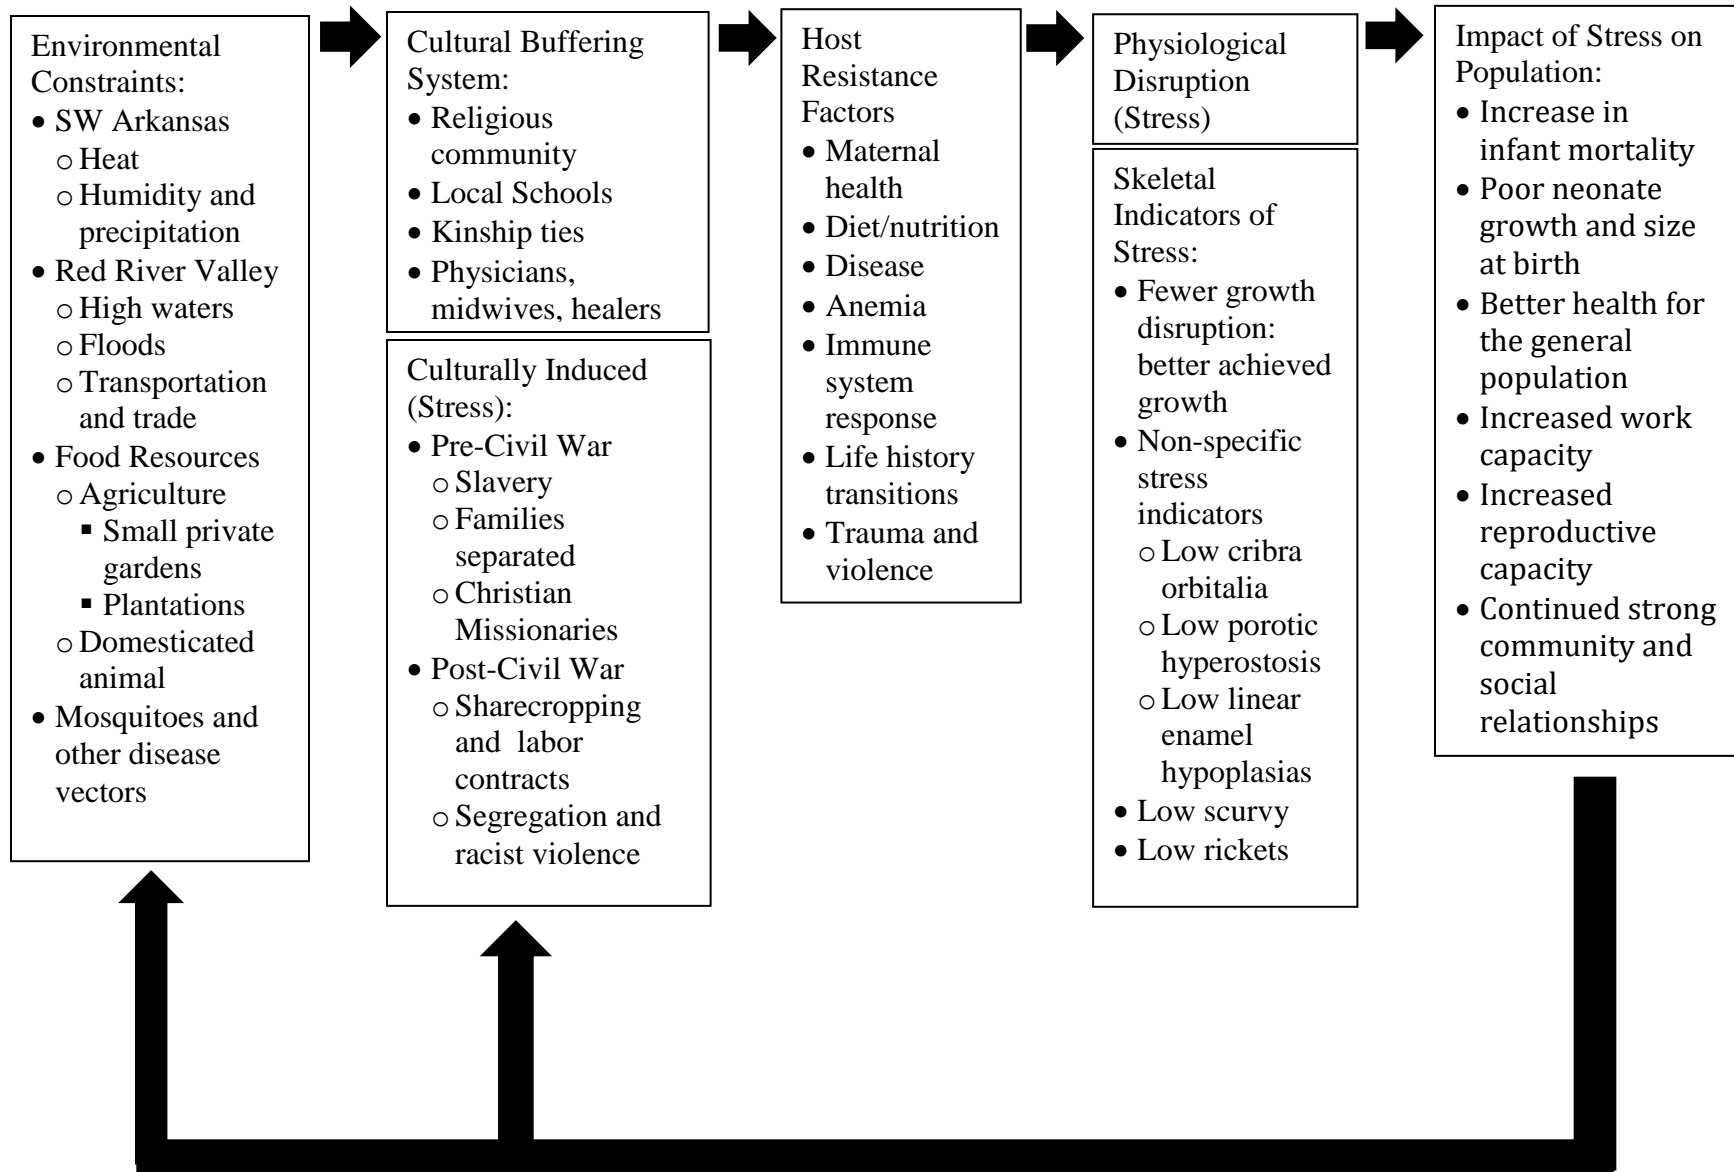 Environmental
Constraints:
• SW Arkansas
o Heat
o Humidity and
precipitation
• Red River Valley
o High waters
o Floods
o Transportation
and trade
• Food Resources
o Agriculture
▪ Small private
gardens
▪ Plantations
o Domesticated
animal
• Mosquitoes and
other disease
vectors
Cultural Buffering
System:
• Religious
community
• Local Schools
• Kinship ties
• Physicians,
midwives, healers
Culturally Induced
(Stress):
• Pre-Civil War
o Slavery
o Families
separated
o Christian
Missionaries
• Post-Civil War
o Sharecropping
and labor
contracts
o Segregation and
racist violence
Host
Resistance
Factors
• Maternal
health
• Diet/nutrition
• Disease
• Anemia
• Immune
system
response
• Life history
transitions
• Trauma and
violence
Physiological
Disruption
(Stress)
Skeletal
Indicators of
Stress:
• Fewer growth
disruption:
better achieved
growth
• Non-specific
stress
indicators
o Low cribra
orbitalia
o Low porotic
hyperostosis
o Low linear
enamel
hypoplasias
• Low scurvy
• Low rickets
Impact of Stress on
Population:
• Increase in
infant mortality
• Poor neonate
growth and size
at birth
• Better health for
the general
population
• Increased work
capacity
• Increased
reproductive
capacity
• Continued strong
community and
social
relationships